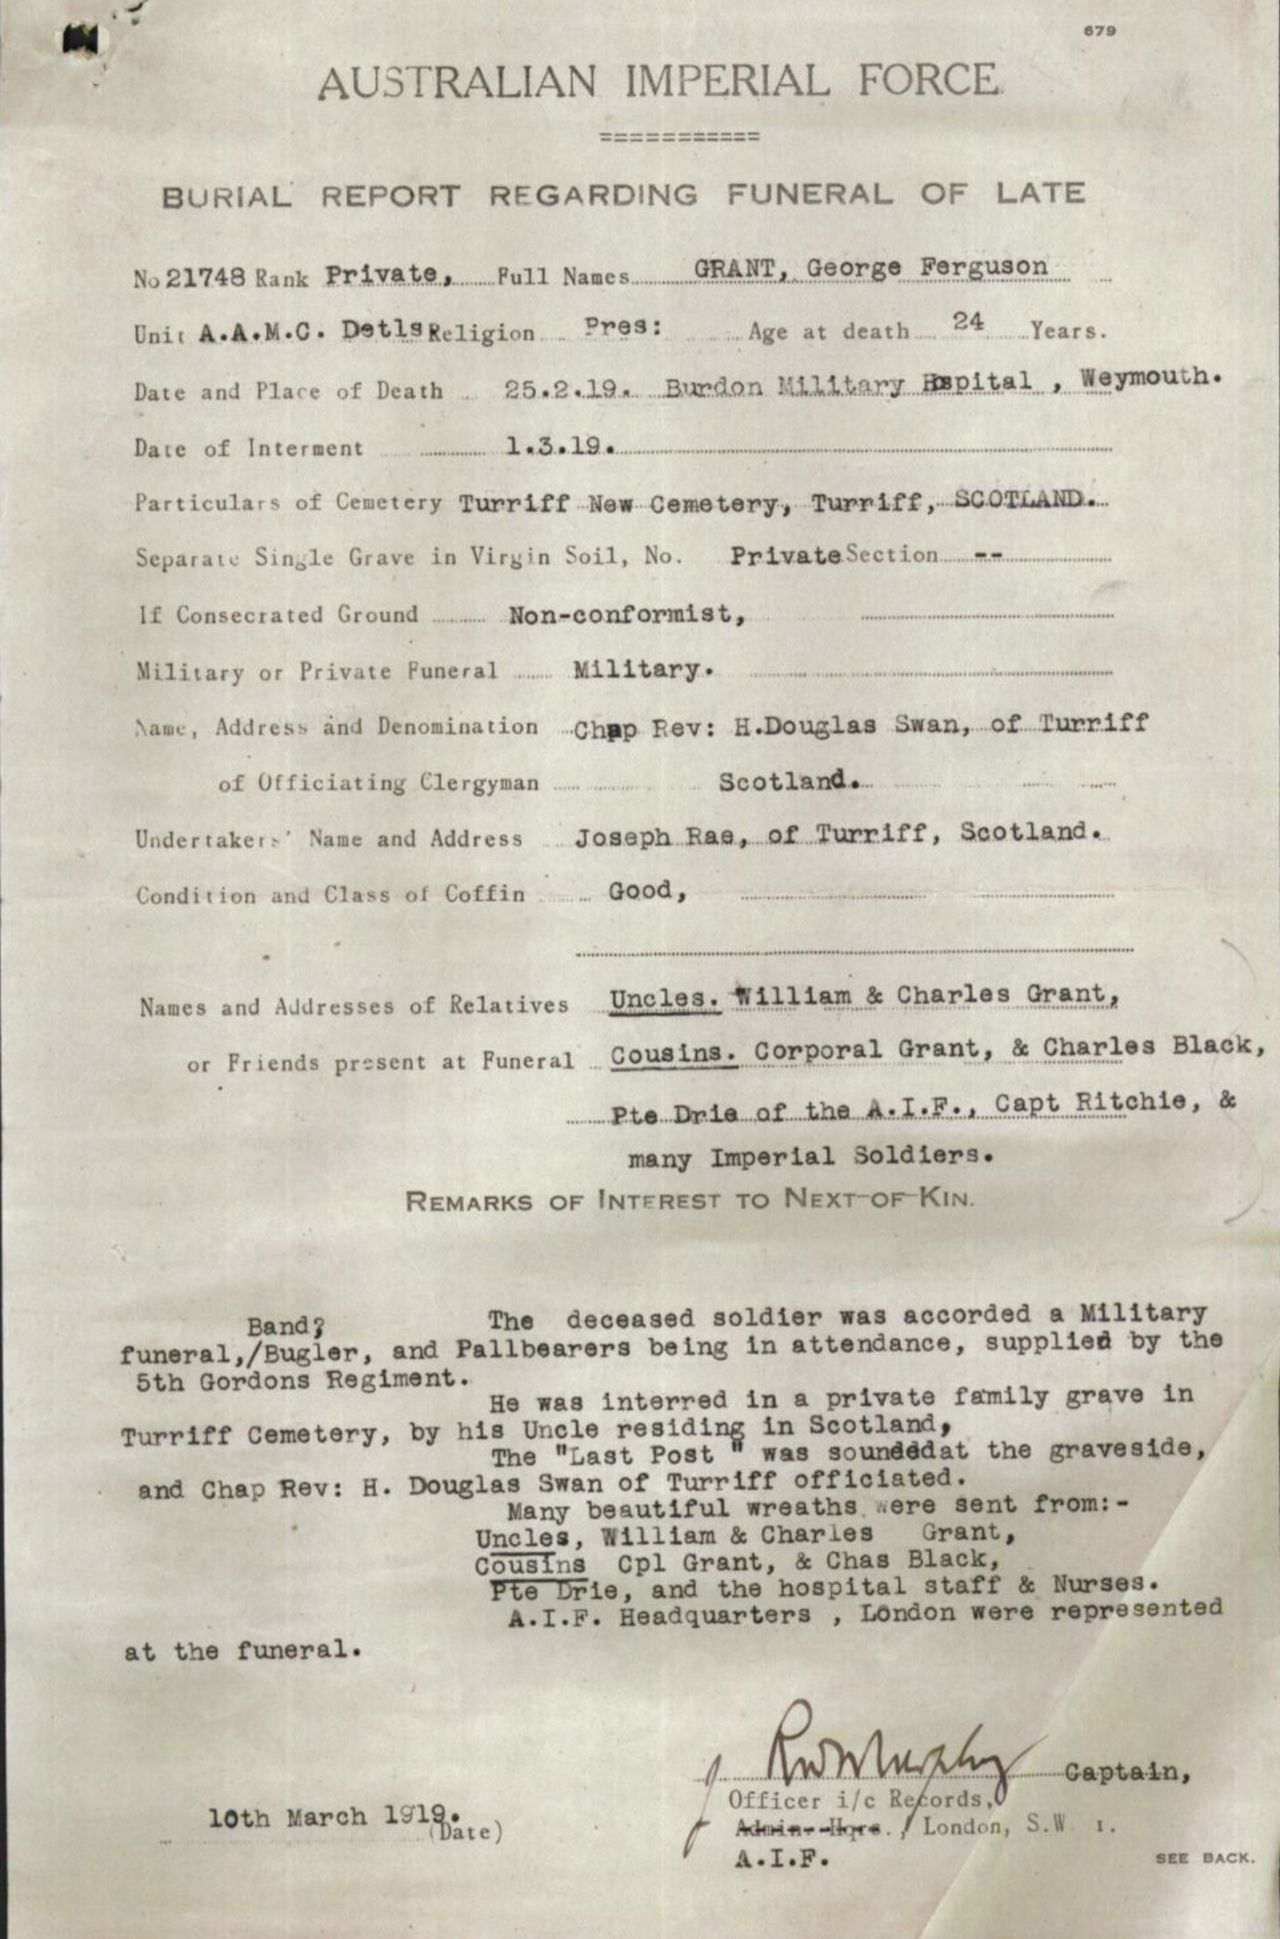 679
AUSTRALIAN IMPERIAL FORCE.
===========
BURIAL REPORT REGARDING FUNERAL OF LATE
No 21748 Rank Private, Full Names GRANT, George Ferguson
Unit A.A.M.C. Detls Religion Pres: Age at death 24 Years.
Date and Place of Death 25.2.19. Burdon Military Hospital , Weymouth.
Date of Interment 1.3.19.
Particulars of Cemetery Turriff New Cemetery, Turriff, SCOTLAND.
Separate Single Grave in Virgin Soil, No. Private Section --
If Consecrated Ground Non-conformist,
Military or Private Funeral Military.
Name, Address and Denomination Chap Rev: H.Douglas Swan, of Turriff
of Officiating Clergyman Scotland.
Undertakers' Name and Address Joseph Rae, of Turriff, Scotland.
Condition and Class of Coffin Good,
Names and Addresses of Relatives Uncles. William & Charles Grant,
or Friends present at Funeral Cousins. Corporal Grant, & Charles Black,
Pte Drie of the A.I.F., Capt Ritchie, &
many Imperial Soldiers.
REMARKS OF INTEREST TO NEXT-OF-KIN.
Band? The deceased soldier was accorded a Military
funeral,/Bugler, and Pallbearers being in attendance, supplied by the
5th Gordons Regiment.
He was interred in a private family grave in
Turriff Cemetery, by his Uncle residing in Scotland,
The "Last Post " was soundedat the graveside,
and Chap Rev: H. Douglas Swan of Turriff officiated.
Many beautiful wreaths were sent from:-
Uncles, William & Charles Grant,
Cousins Cpl Grant, & Chas Black,
Pte Drie, and the hospital staff & Nurses.
A.I.F. Headquarters , London were represented
at the funeral.
RW Murphy Captain,
Officer i/c Records,
10th March 1919. Admin. Hqrs. / London, S.W. 1.
(Date)
A.I.F.
SEE BACK.